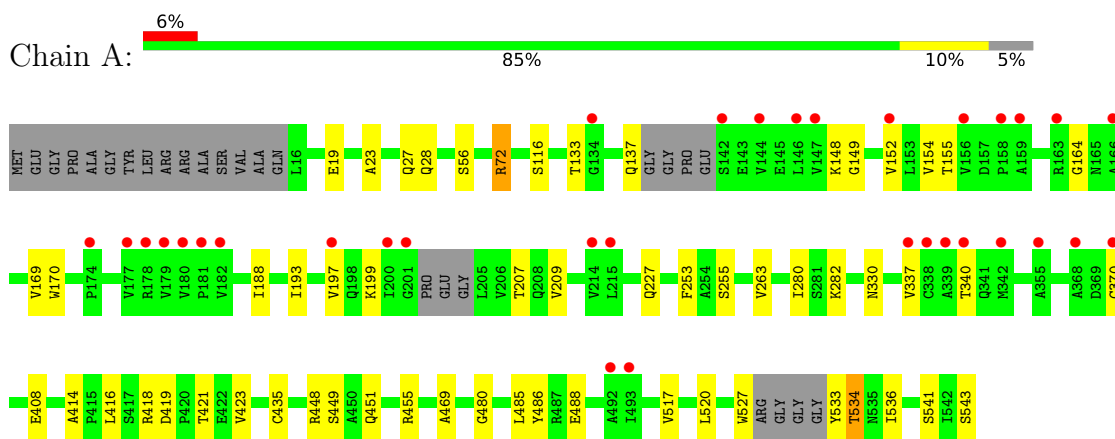 6%
Chain A:
85% 10% 5%
MET GLU GLY PRO ALA GLY TYR LEU ARG ARG ALA SER VAL ALA GLN L16 E19 A23 Q27 Q28 S56 R72 S116 T133 G134 Q137 GLY GLY PRO GLU S142 E143 V144 E145 L146 V147 K148 G149 V152 L153 V154 T155 V156 D157 P158 A159 R163 G164 N165 A166
V169 W170 P174 V177 R178 V179 V180 P181 V182 I188 I193 V197 Q198 K199 I200 G201 PRO GLU GLY L205 V206 T207 Q208 V209 V214 L215 Q227 F253 A254 S255 V263 I280 S281 K282 N330 V337 C338 A339 T340 Q341 M342 A355 A368 D369 C370
E408 A414 P415 L416 S417 R418 D419 P420 T421 E422 V423 C435 R448 S449 A450 Q451 R455 A469 G480 L485 Y486 R487 E488 A492 I493 V517 L520 W527 ARG GLY GLY GLY Y533 T534 N535 I536 S541 I542 S543